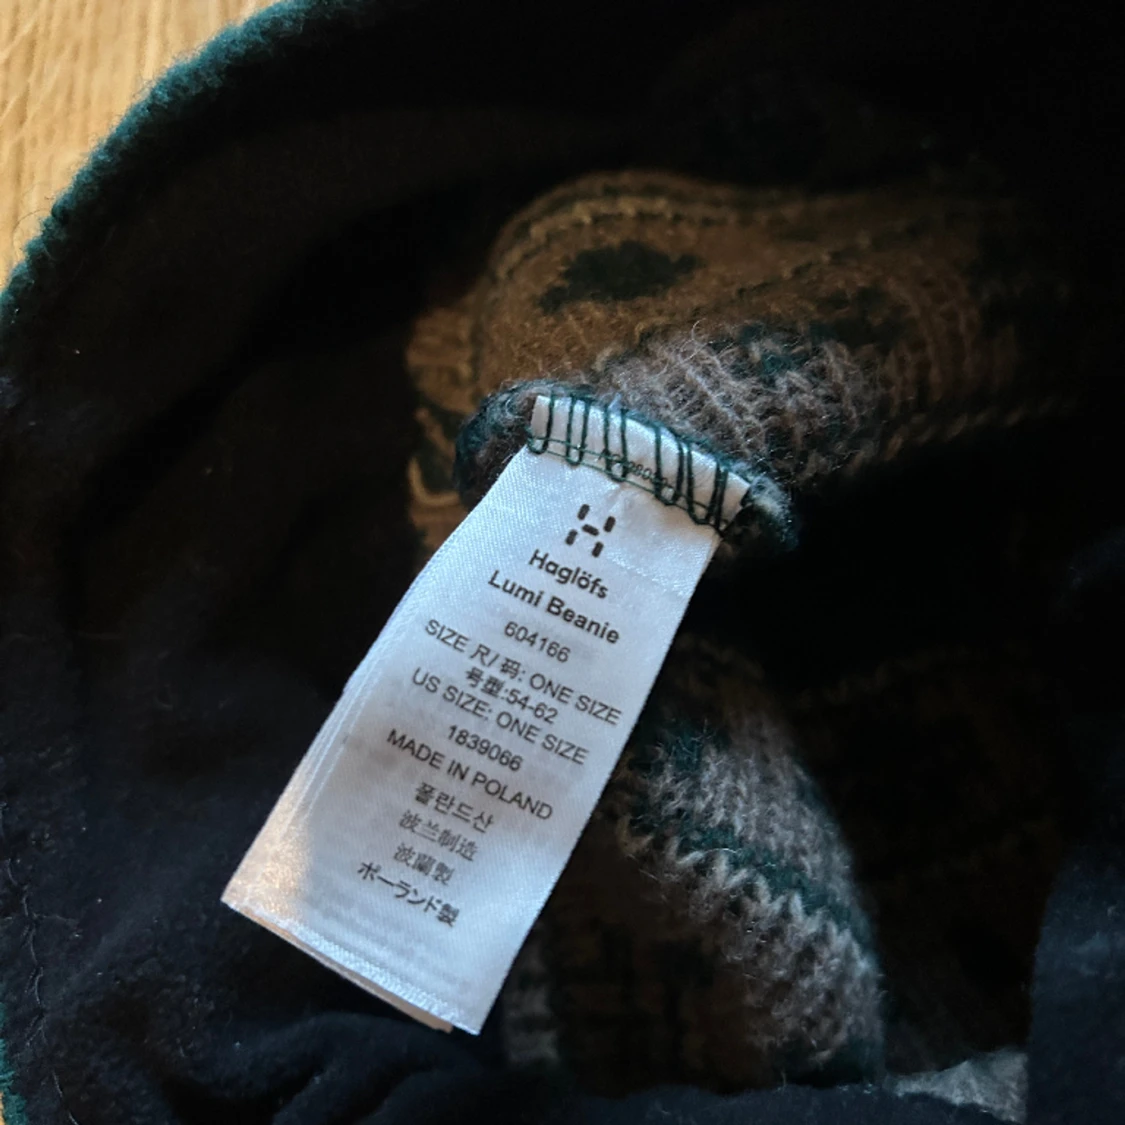 Haglöfs
Lumi Beanie
604166
SIZE 尺/ 码: ONE SIZE
号型:54-62
US SIZE: ONE SIZE
1839066
MADE IN POLAND
폴란드산
波兰制造
波蘭製
ポーランド製